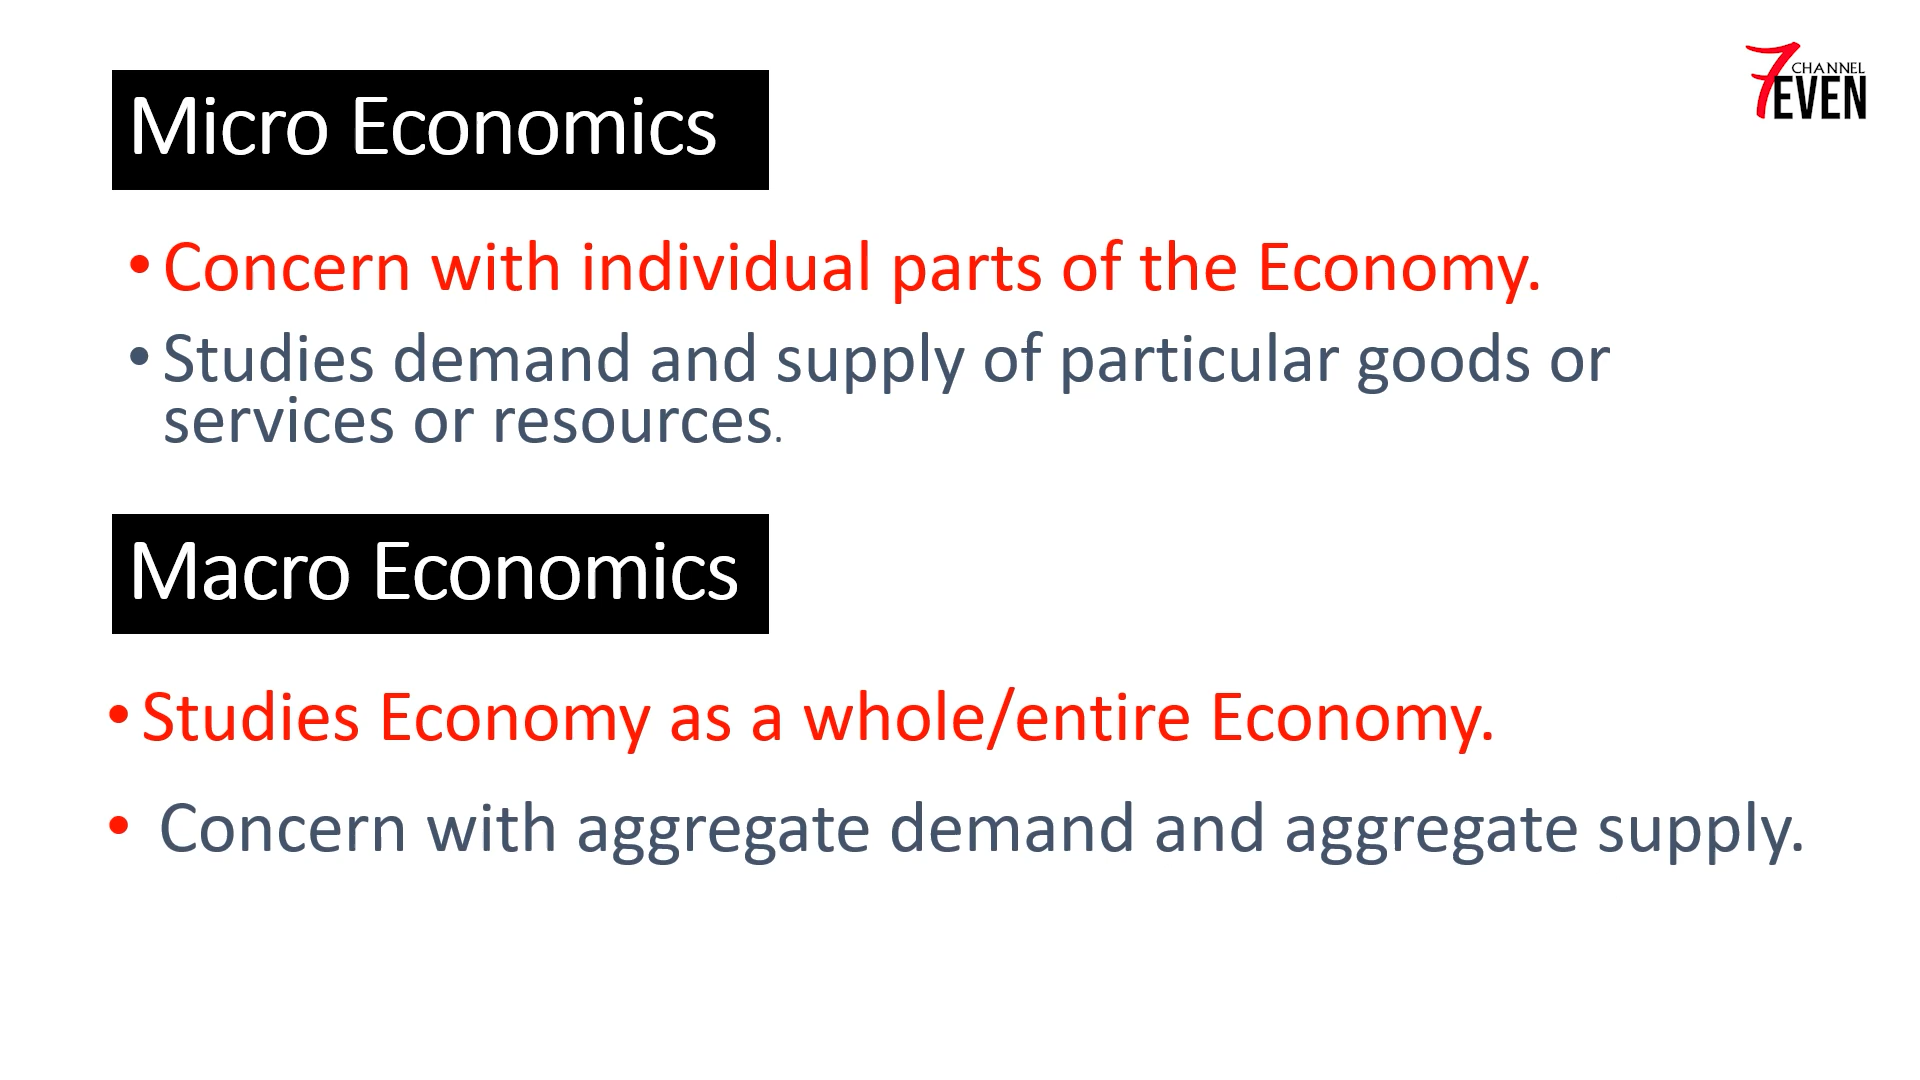 CHANNEL
7EVEN
Micro Economics
• Concern with individual parts of the Economy.
• Studies demand and supply of particular goods or
services or resources.
Macro Economics
• Studies Economy as a whole/entire Economy.
• Concern with aggregate demand and aggregate supply.